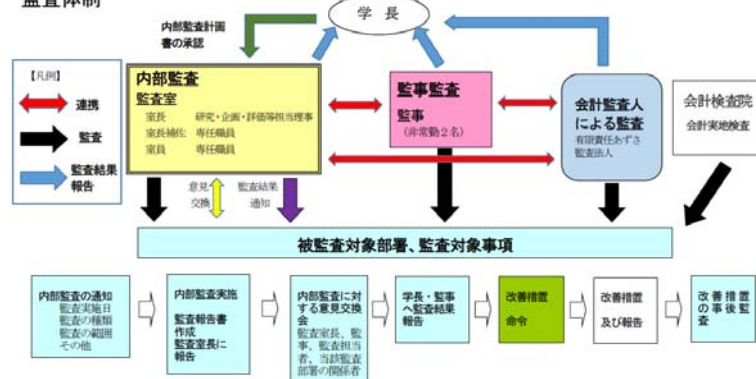 監査体制
学 長
内部監査計画
書の承認
【凡例】
連携
監査
監査結果
報告
内部監査
監査室
室長 研究・企画・評価等担当理事
室長補佐 専任職員
室員 専任職員
監事監査
監事
(非常勤2名)
会計監査人
による監査
有限責任あずさ
監査法人
会計検査院
会計実地検査
意見
交換
監査結果
通知
被監査対象部署、監査対象事項
内部監査の通知
監査実施日
監査の種類
監査の範囲
その他
内部監査実施
監査報告書
作成
監査室長に
報告
内部監査に対
する意見交換
会
監査室長、監
事、監査担当
者、当該監査
部署の関係者
学長・監事
へ監査結果
報告
改善措置
命令
改善措置
及び報告
改善措置
の事後監
査